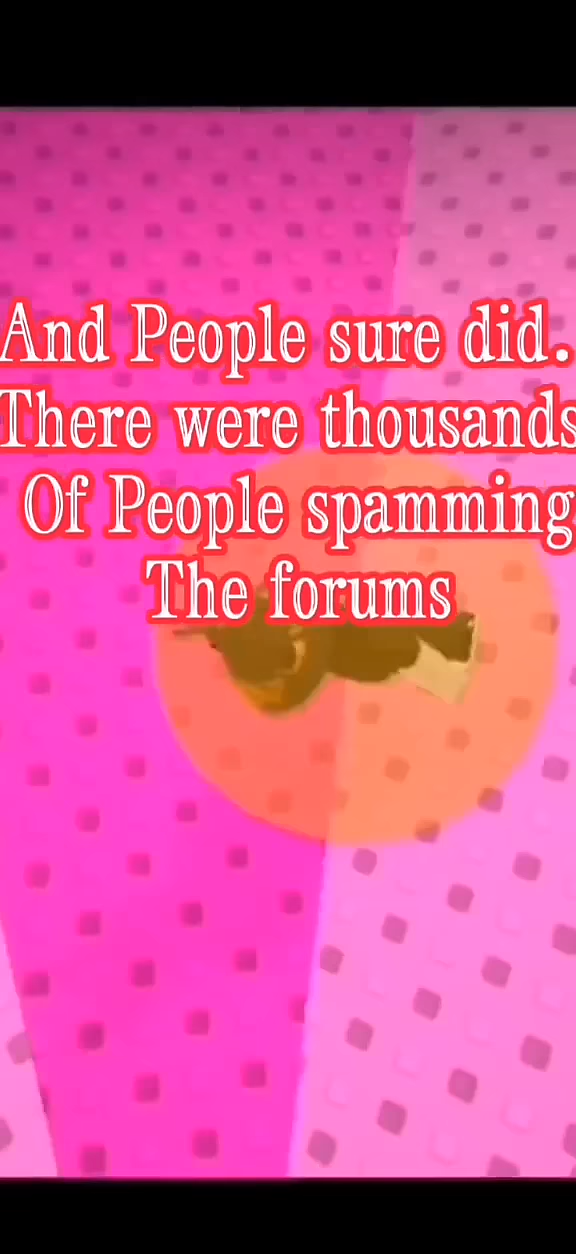 And People sure did.
There were thousands
Of People spamming
The forums